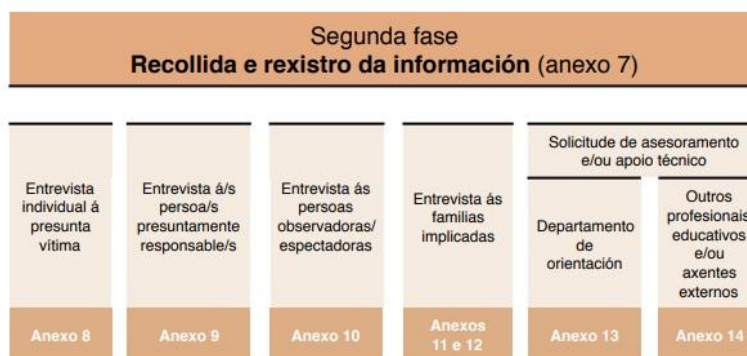 Segunda fase
Recollida e rexistro da información (anexo 7)
Entrevista
individual á
presunta
vítima
Anexo 8
Entrevista á/s
persoa/s
presuntamente
responsable/s
Anexo 9
Entrevista ás
persoas
observadoras/
espectadoras
Anexo 10
Entrevista ás
familias
implicadas
Anexos
11 e 12
Solicitude de asesoramento
e/ou apoio técnico
Departamento
de
orientación
Anexo 13
Outros
profesionais
educativos
e/ou
axentes
externos
Anexo 14